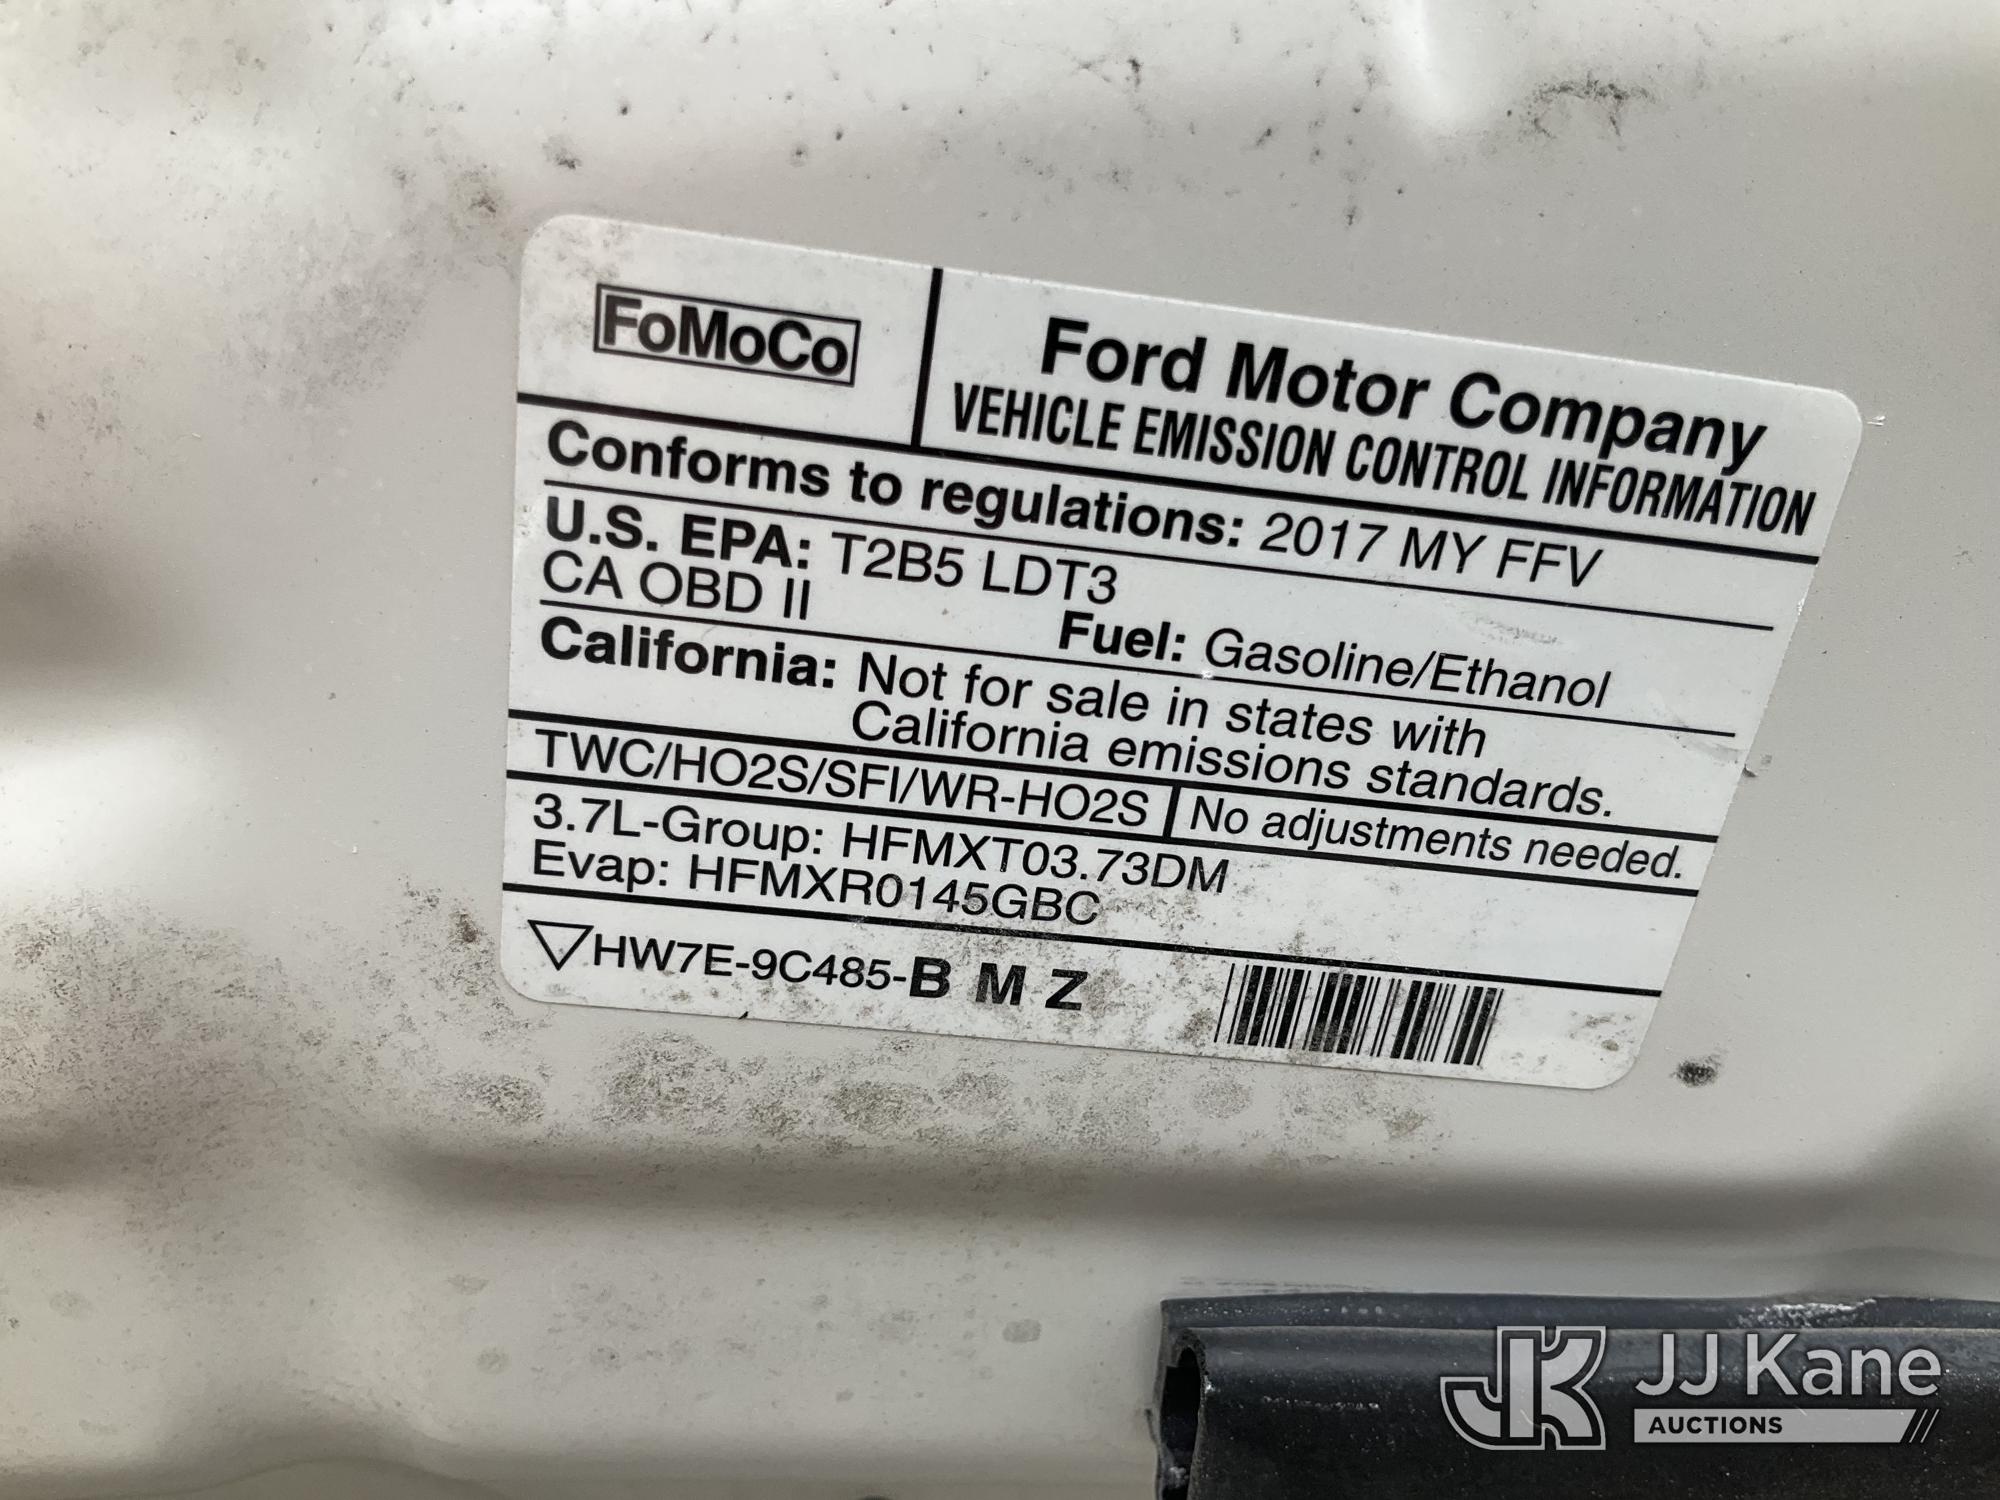 FoMoCo
Ford Motor Company
VEHICLE EMISSION CONTROL INFORMATION
Conforms to regulations: 2017 MY FFV
U.S. EPA: T2B5 LDT3
CA OBD II Fuel: Gasoline/Ethanol
California: Not for sale in states with
California emissions standards.
TWC/HO2S/SFI/WR-HO2S No adjustments needed.
3.7L-Group: HFMXT03.73DM
Evap: HFMXR0145GBC
HW7E-9C485-B M Z
JK JJ Kane
AUCTIONS